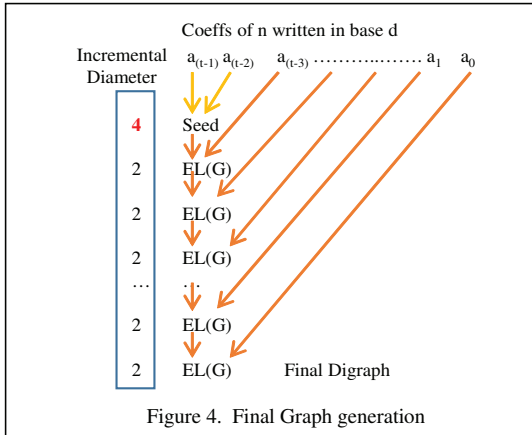 Coeffs of n written in base d
Incremental Diameter
a(t-1) a(t-2) a(t-3) ……….…….. a1 a0
4 Seed
2 EL(G)
2 EL(G)
2 EL(G)
… …
2 EL(G)
2 EL(G) Final Digraph
Figure 4. Final Graph generation